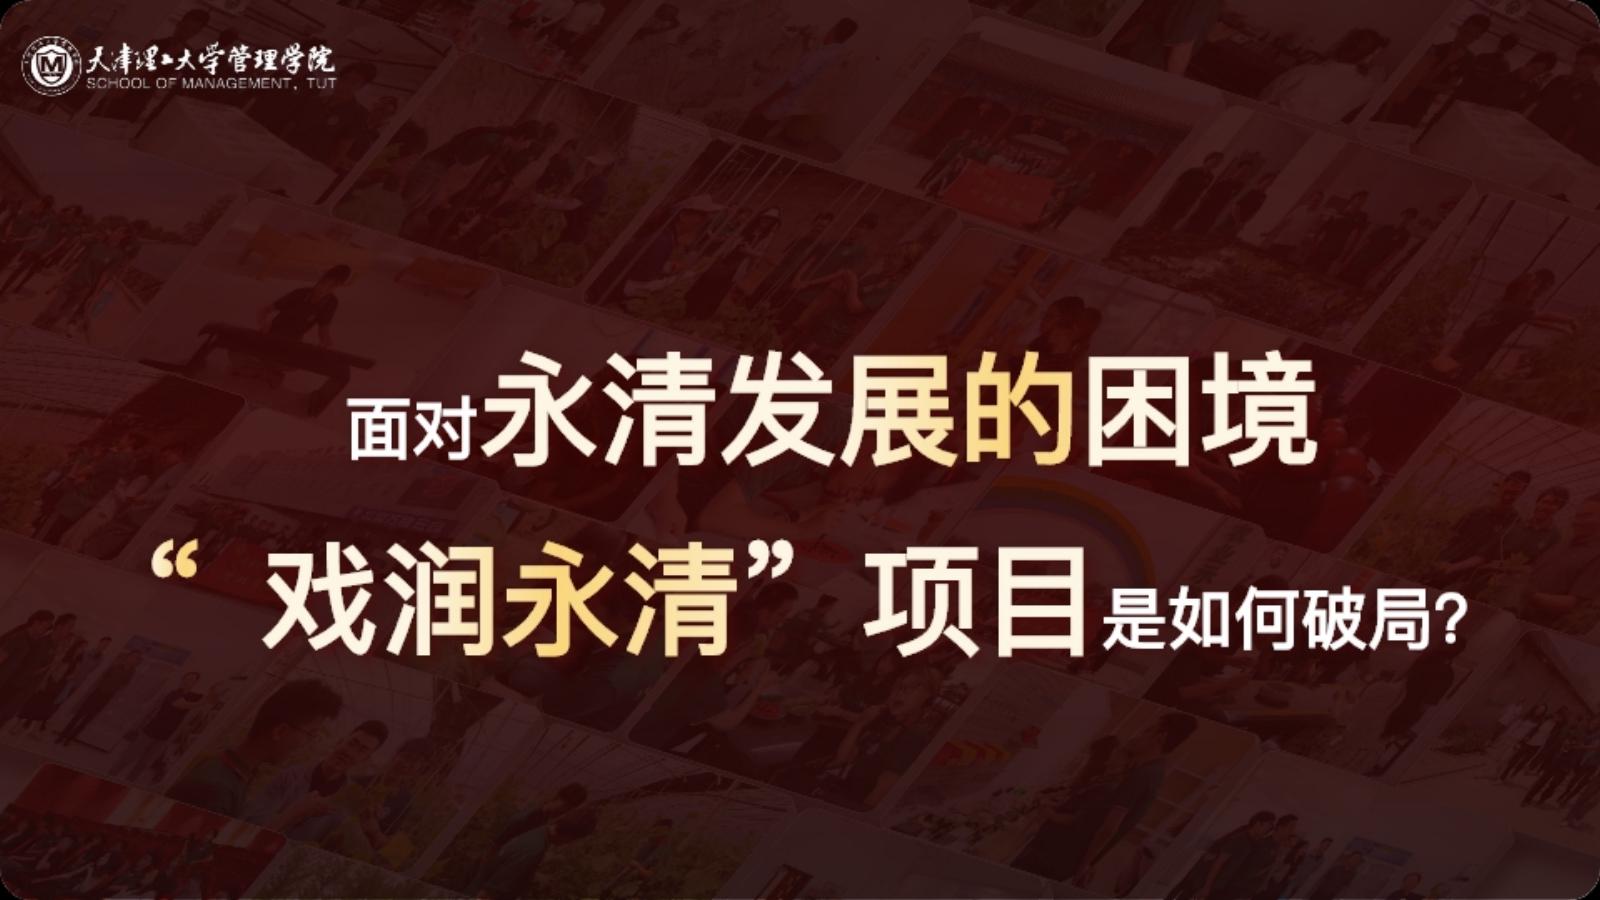 天津理工大学管理学院
SCHOOL OF MANAGEMENT, TUT
面对永清发展的困境
“戏润永清”项目是如何破局？